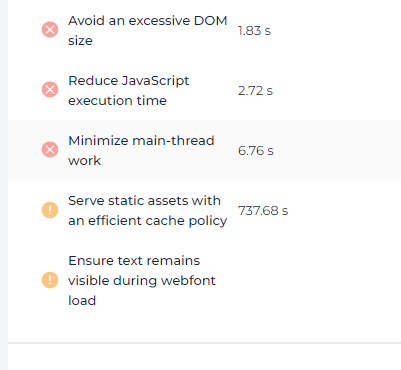 Avoid an excessive DOM
size
1.83 s
Reduce JavaScript
execution time
2.72 s
Minimize main-thread
work
6.76 s
Serve static assets with
an efficient cache policy
737.68 s
Ensure text remains
visible during webfont
load